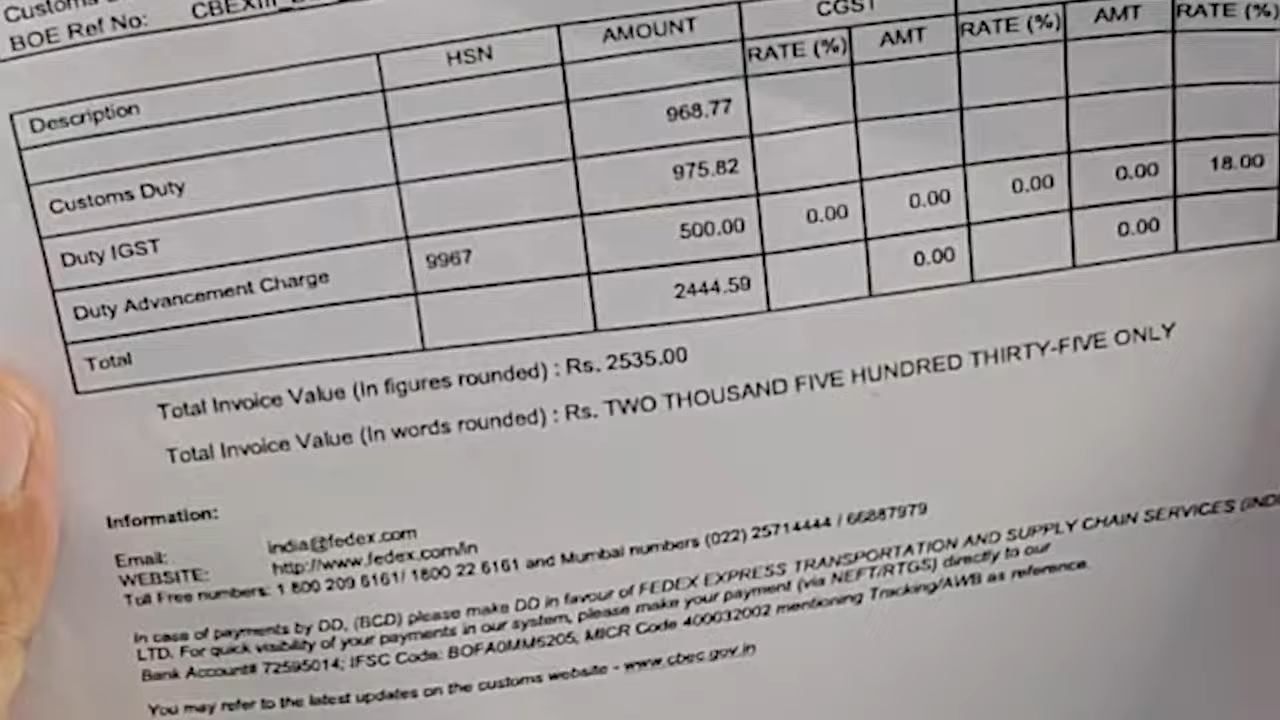 Customs
BOE Ref No:
HSN AMOUNT CGST
RATE (%) AMT RATE (%) AMT RATE (%)
Description
968.77
Customs Duty 975.82
Duty IGST 500.00 0.00 0.00 0.00 0.00 18.00
Duty Advancement Charge 9967 2444.59 0.00 0.00
Total
Total Invoice Value (In figures rounded) : Rs. 2535.00
Total Invoice Value (In words rounded) : Rs. TWO THOUSAND FIVE HUNDRED THIRTY-FIVE ONLY
Information:
Email: india@fedex.com
WEBSITE: http://www.fedex.com/in
Toll Free numbers: 1 800 209 6161/ 1800 22 6161 and Mumbai numbers (022) 25714444 / 66887979
In case of payments by DD, (BCD) please make DD in favour of FEDEX EXPRESS TRANSPORTATION AND SUPPLY CHAIN SERVICES
LTD. For quick visibility of your payments in our system, please make your payment (via NEFT/RTGS) directly to our
Bank Account# 72595014; IFSC Code: BOFA0MM6205, MICR Code 400032002 mentioning Tracking/AWB as reference.
You may refer to the latest updates on the customs website - www.cbec.gov.in